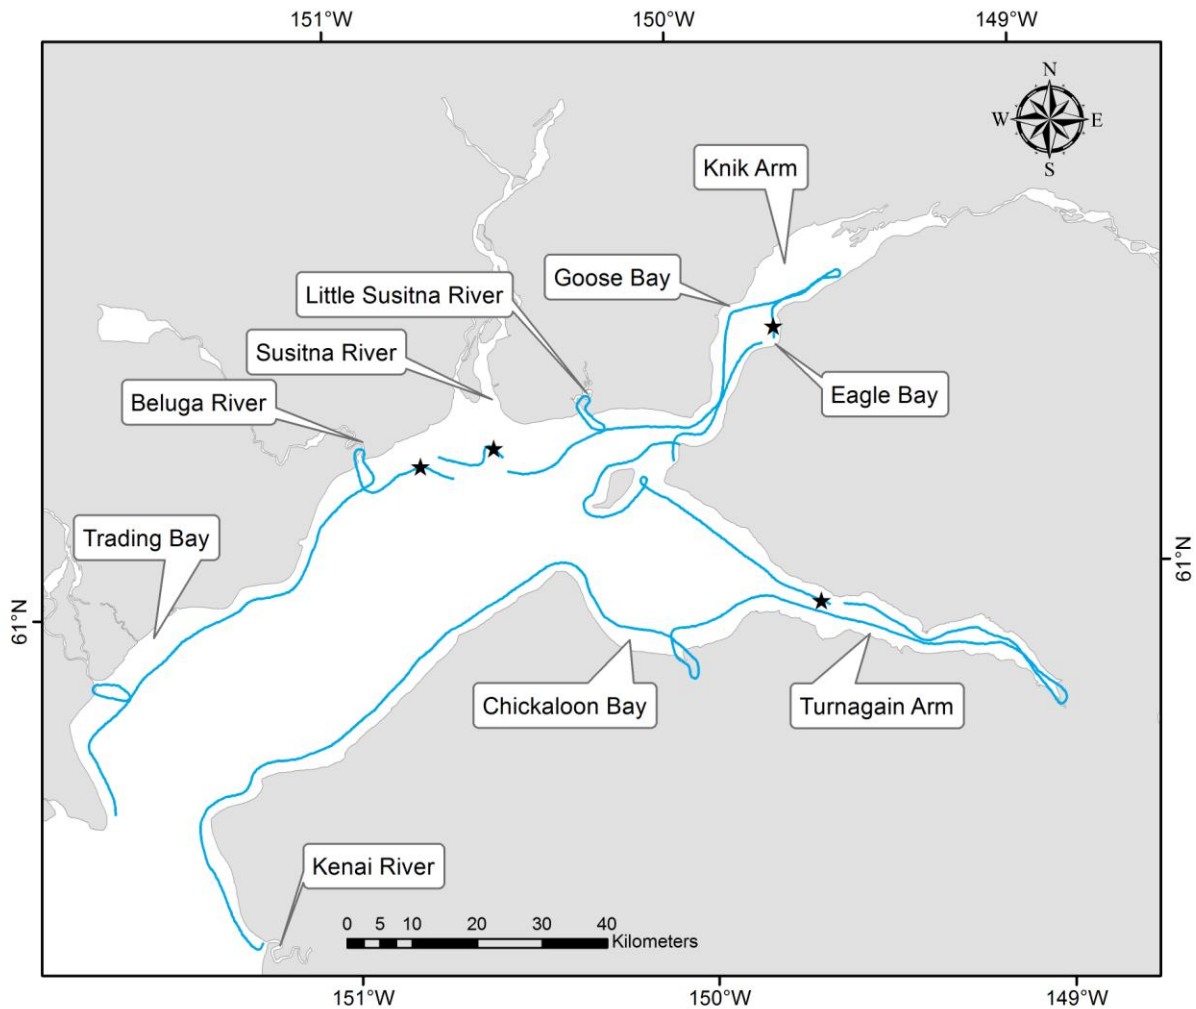 151°W 150°W 149°W
N
W E
S
Knik Arm
Goose Bay
Little Susitna River
Susitna River
Eagle Bay
Beluga River
Trading Bay
61°N
61°N
Chickaloon Bay
Turnagain Arm
Kenai River
0 5 10 20 30 40
Kilometers
151°W 150°W 149°W